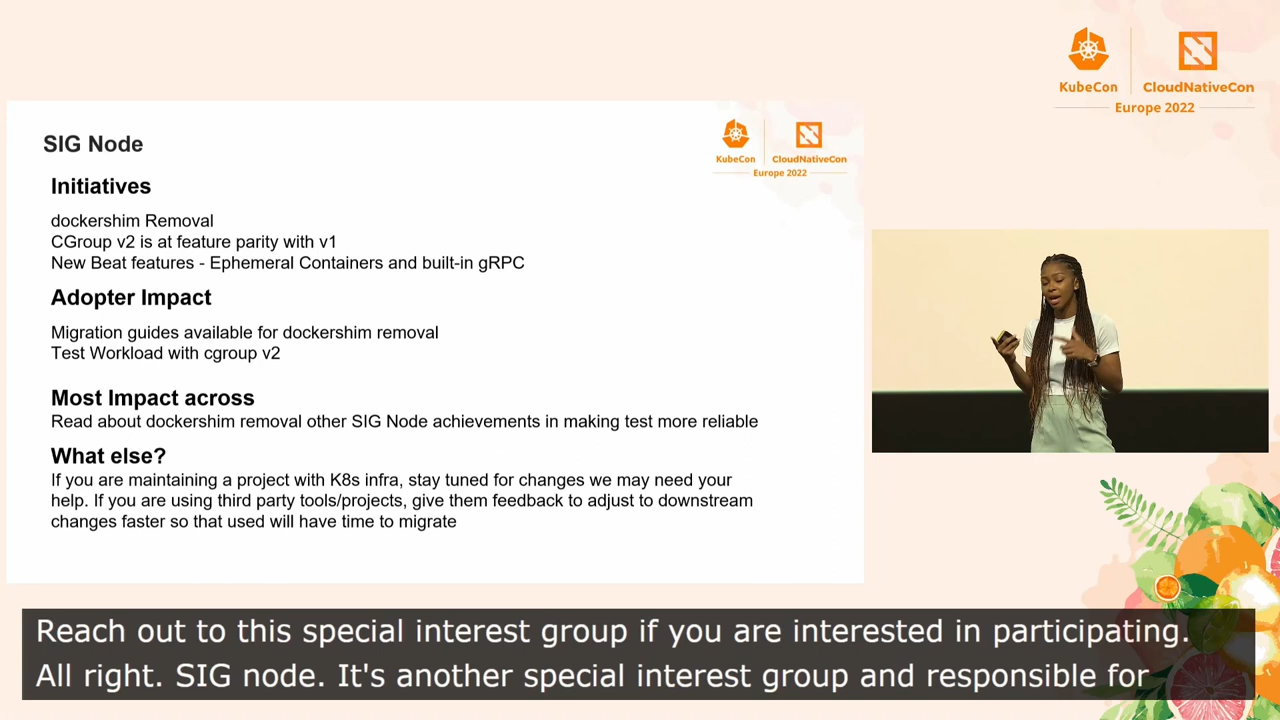 KubeCon
CloudNativeCon
Europe 2022
SIG Node
KubeCon
CloudNativeCon
Europe 2022
Initiatives
dockershim Removal
CGroup v2 is at feature parity with v1
New Beat features - Ephemeral Containers and built-in gRPC
Adopter Impact
Migration guides available for dockershim removal
Test Workload with cgroup v2
Most Impact across
Read about dockershim removal other SIG Node achievements in making test more reliable
What else?
If you are maintaining a project with K8s infra, stay tuned for changes we may need your
help. If you are using third party tools/projects, give them feedback to adjust to downstream
changes faster so that used will have time to migrate
Reach out to this special interest group if you are interested in participating.
All right. SIG node. It's another special interest group and responsible for